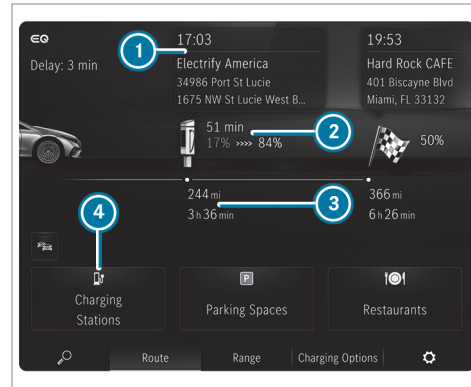 EQ
Delay: 3 min
1
17:03
Electrify America
34986 Port St Lucie
1675 NW St Lucie West B...
19:53
Hard Rock CAFE
401 Biscayne Blvd
Miami, FL 33132
51 min
17% »»» 84%
2
50%
244 mi
3 h 36 min
3
366 mi
6 h 26 min
4
Charging
Stations
P
Parking Spaces
Restaurants
Route
Range
Charging Options